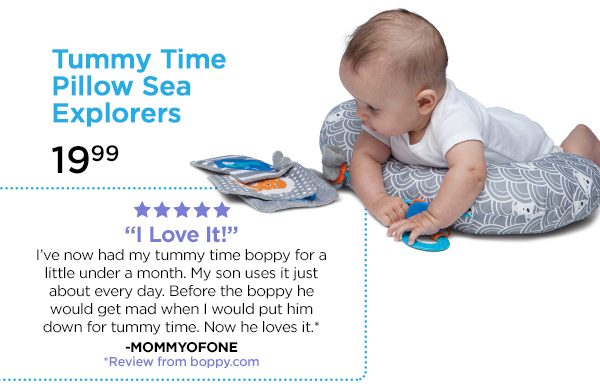 Tummy Time
Pillow Sea
Explorers
19⁹⁹
“I Love It!”
I’ve now had my tummy time boppy for a
little under a month. My son uses it just
about every day. Before the boppy he
would get mad when I would put him
down for tummy time. Now he loves it.*
-MOMMYOFONE
*Review from boppy.com